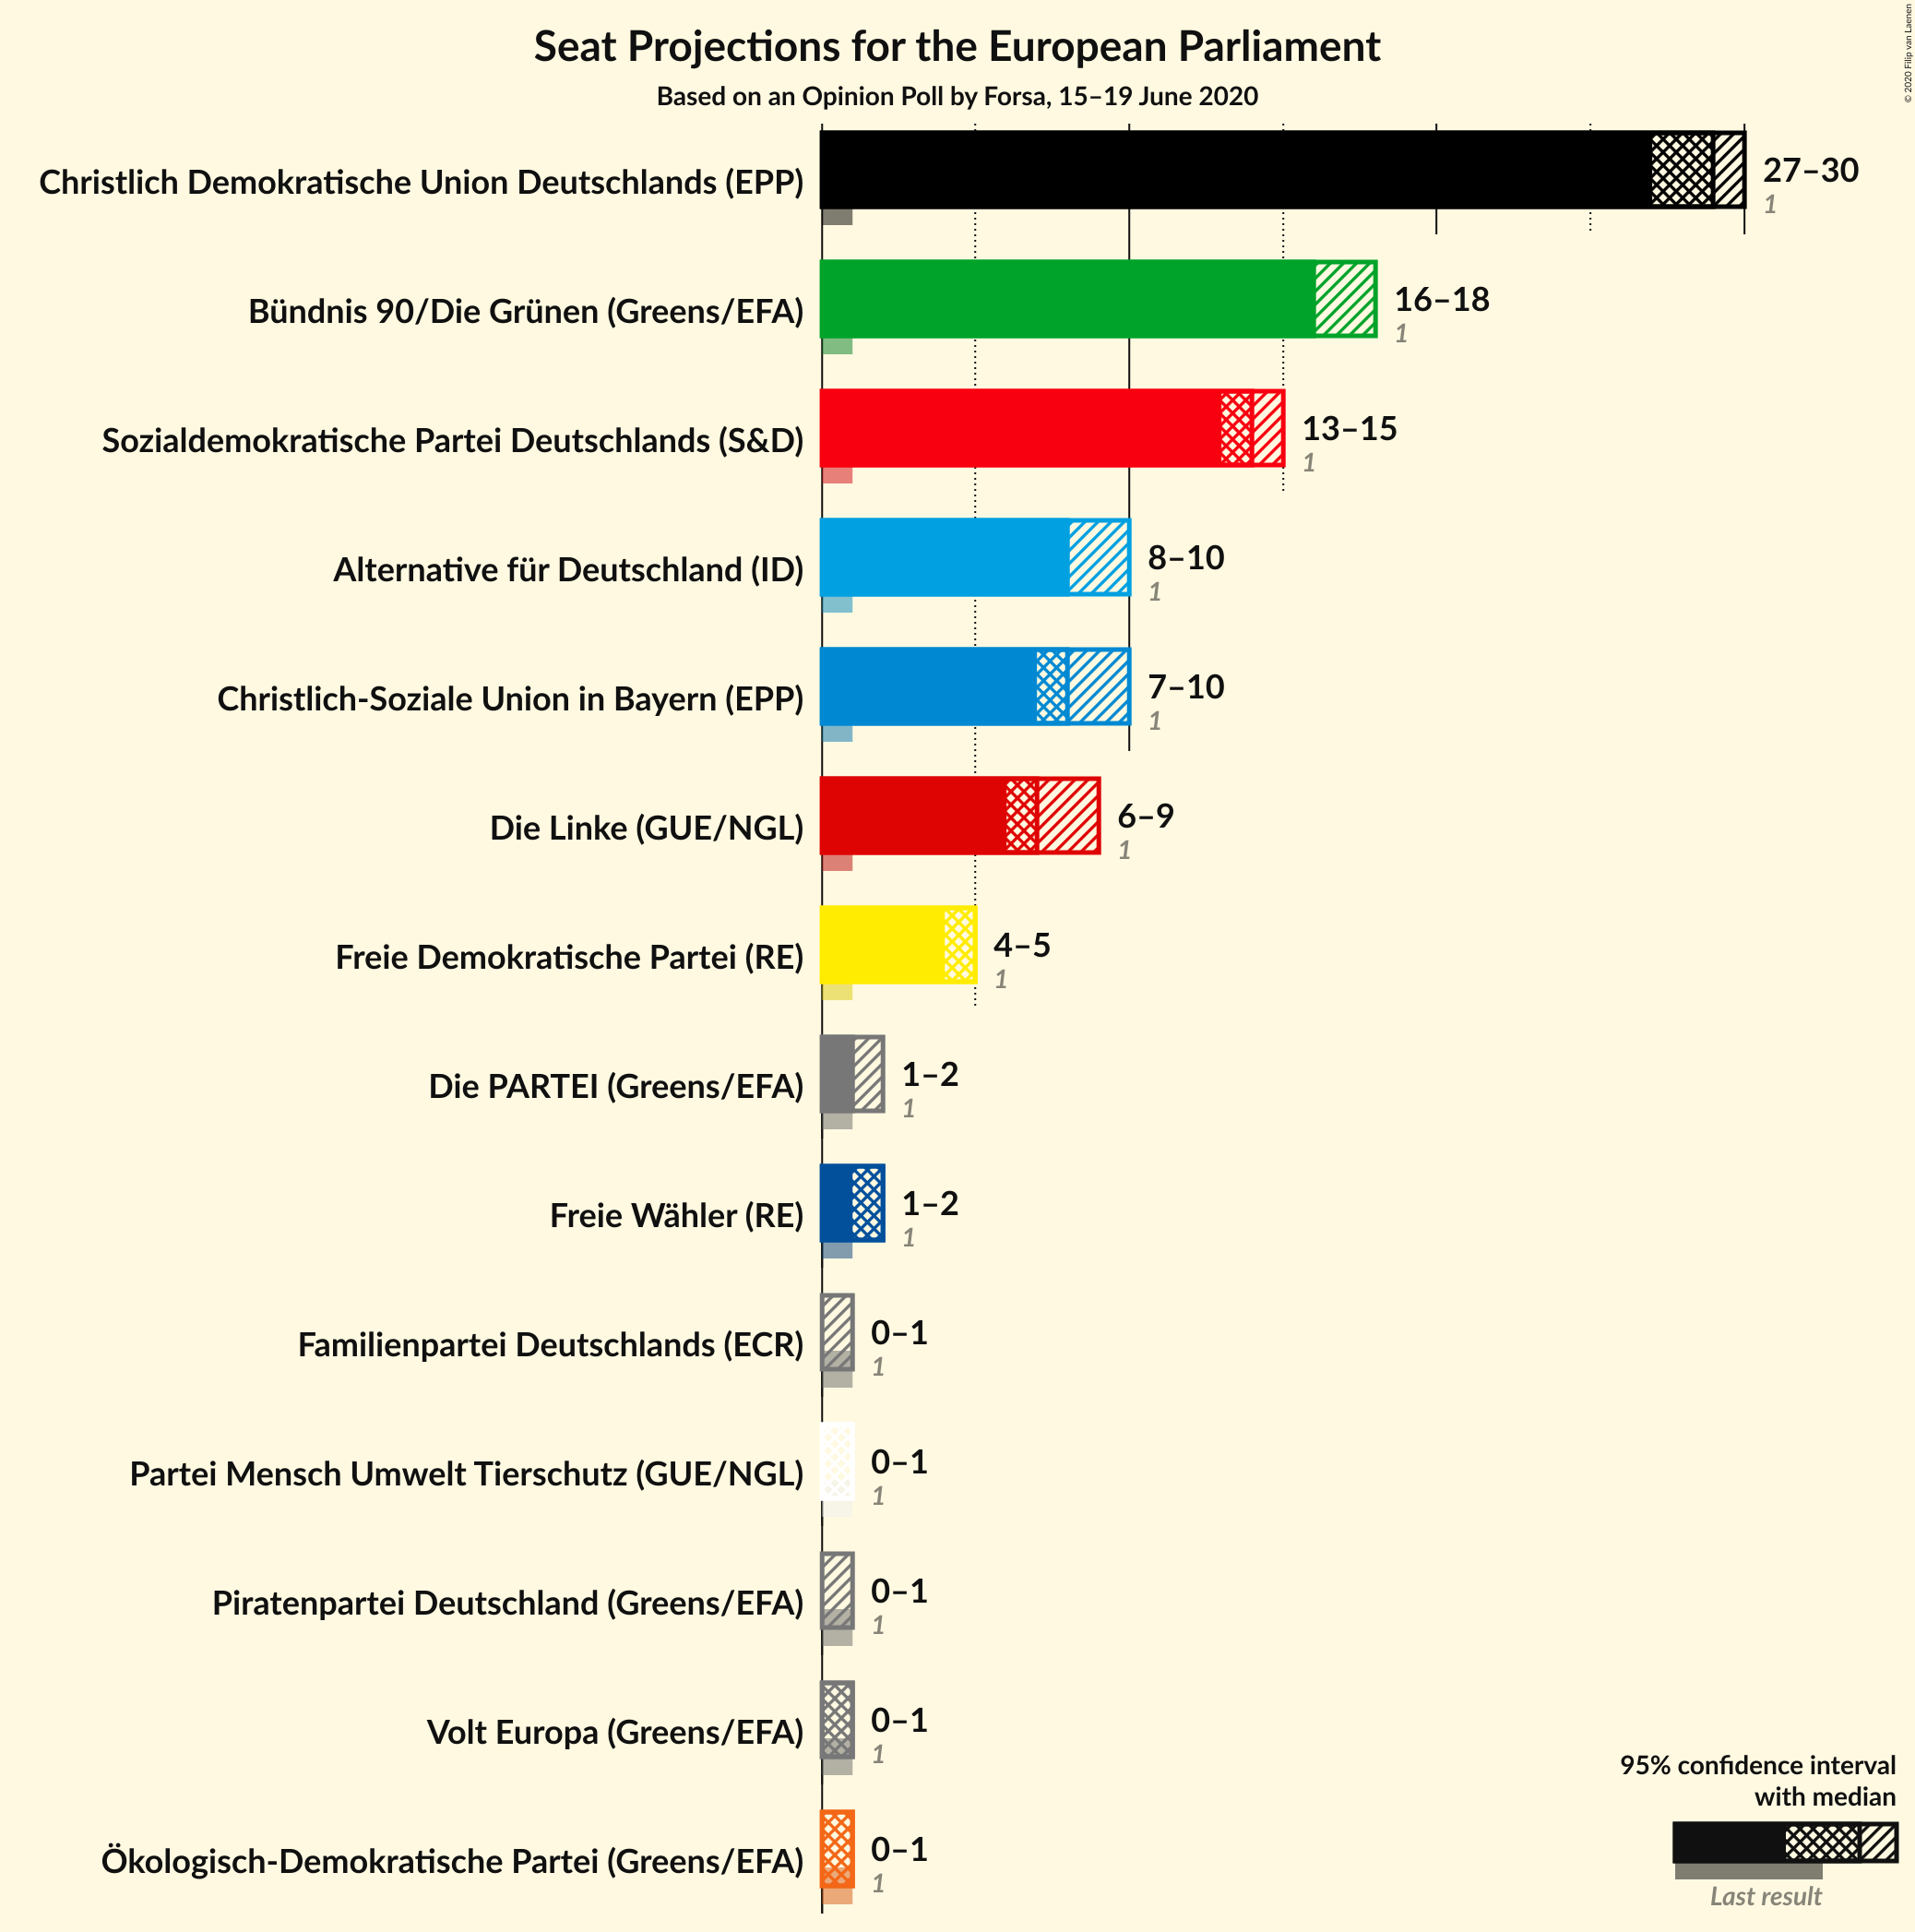 Seat Projections for the European Parliament
Based on an Opinion Poll by Forsa, 15–19 June 2020
© 2020 Filip van Laenen
Christlich Demokratische Union Deutschlands (EPP)
27–30
1
Bündnis 90/Die Grünen (Greens/EFA)
16–18
1
Sozialdemokratische Partei Deutschlands (S&D)
13–15
1
Alternative für Deutschland (ID)
8–10
1
Christlich-Soziale Union in Bayern (EPP)
7–10
1
Die Linke (GUE/NGL)
6–9
1
Freie Demokratische Partei (RE)
4–5
1
Die PARTEI (Greens/EFA)
1–2
1
Freie Wähler (RE)
1–2
1
Familienpartei Deutschlands (ECR)
0–1
1
Partei Mensch Umwelt Tierschutz (GUE/NGL)
0–1
1
Piratenpartei Deutschland (Greens/EFA)
0–1
1
Volt Europa (Greens/EFA)
0–1
1
Ökologisch-Demokratische Partei (Greens/EFA)
0–1
1
95% confidence interval
with median
Last result